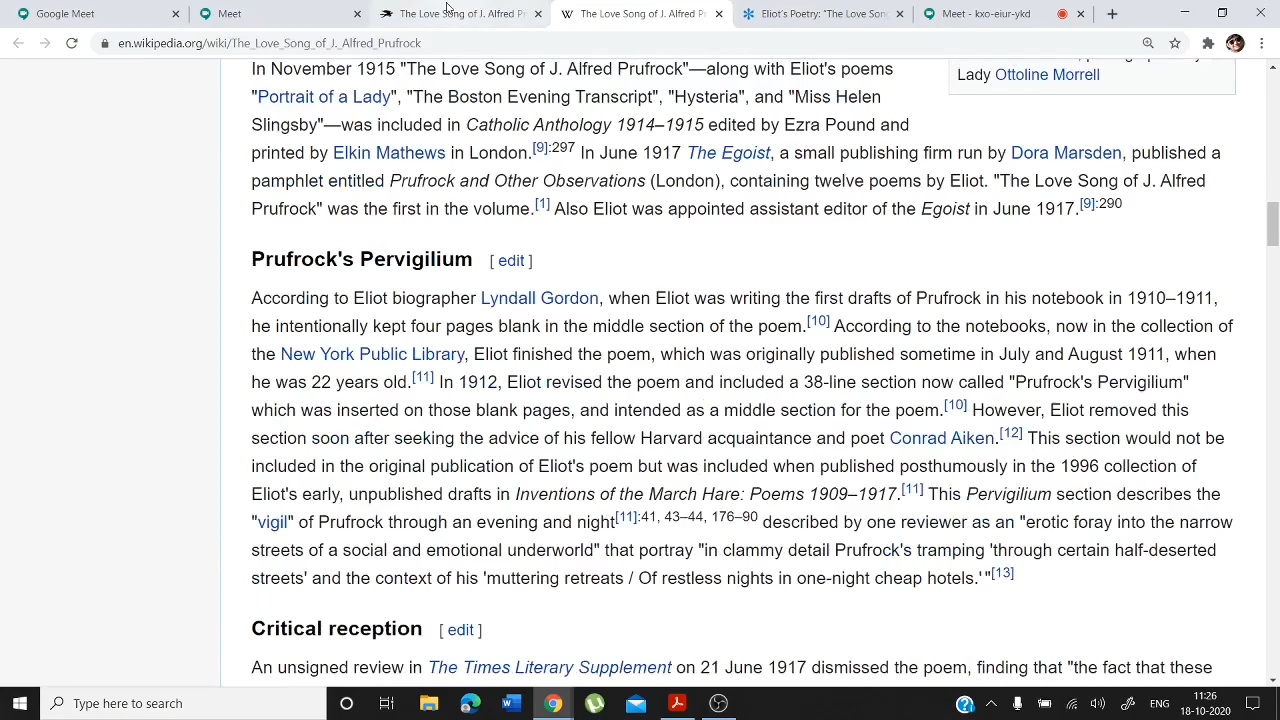 Google Meet
Meet
The Love Song of J. Alfred Pr
The Love Song of J. Alfred Pr
Eliot's Poetry: "The Love Son
Meet - kxo-eiur-ykd
en.wikipedia.org/wiki/The_Love_Song_of_J._Alfred_Prufrock
In November 1915 "The Love Song of J. Alfred Prufrock"—along with Eliot's poems
"Portrait of a Lady", "The Boston Evening Transcript", "Hysteria", and "Miss Helen
Slingsby"—was included in Catholic Anthology 1914–1915 edited by Ezra Pound and
printed by Elkin Mathews in London.[9]:297 In June 1917 The Egoist, a small publishing firm run by Dora Marsden, published a
pamphlet entitled Prufrock and Other Observations (London), containing twelve poems by Eliot. "The Love Song of J. Alfred
Prufrock" was the first in the volume.[1] Also Eliot was appointed assistant editor of the Egoist in June 1917.[9]:290
Lady Ottoline Morrell
Prufrock's Pervigilium [ edit ]
According to Eliot biographer Lyndall Gordon, when Eliot was writing the first drafts of Prufrock in his notebook in 1910–1911,
he intentionally kept four pages blank in the middle section of the poem.[10] According to the notebooks, now in the collection of
the New York Public Library, Eliot finished the poem, which was originally published sometime in July and August 1911, when
he was 22 years old.[11] In 1912, Eliot revised the poem and included a 38-line section now called "Prufrock's Pervigilium"
which was inserted on those blank pages, and intended as a middle section for the poem.[10] However, Eliot removed this
section soon after seeking the advice of his fellow Harvard acquaintance and poet Conrad Aiken.[12] This section would not be
included in the original publication of Eliot's poem but was included when published posthumously in the 1996 collection of
Eliot's early, unpublished drafts in Inventions of the March Hare: Poems 1909–1917.[11] This Pervigilium section describes the
"vigil" of Prufrock through an evening and night[11]:41, 43–44, 176–90 described by one reviewer as an "erotic foray into the narrow
streets of a social and emotional underworld" that portray "in clammy detail Prufrock's tramping 'through certain half-deserted
streets' and the context of his 'muttering retreats / Of restless nights in one-night cheap hotels.'"[13]
Critical reception [ edit ]
An unsigned review in The Times Literary Supplement on 21 June 1917 dismissed the poem, finding that "the fact that these
Type here to search
ENG
11:26
18-10-2020